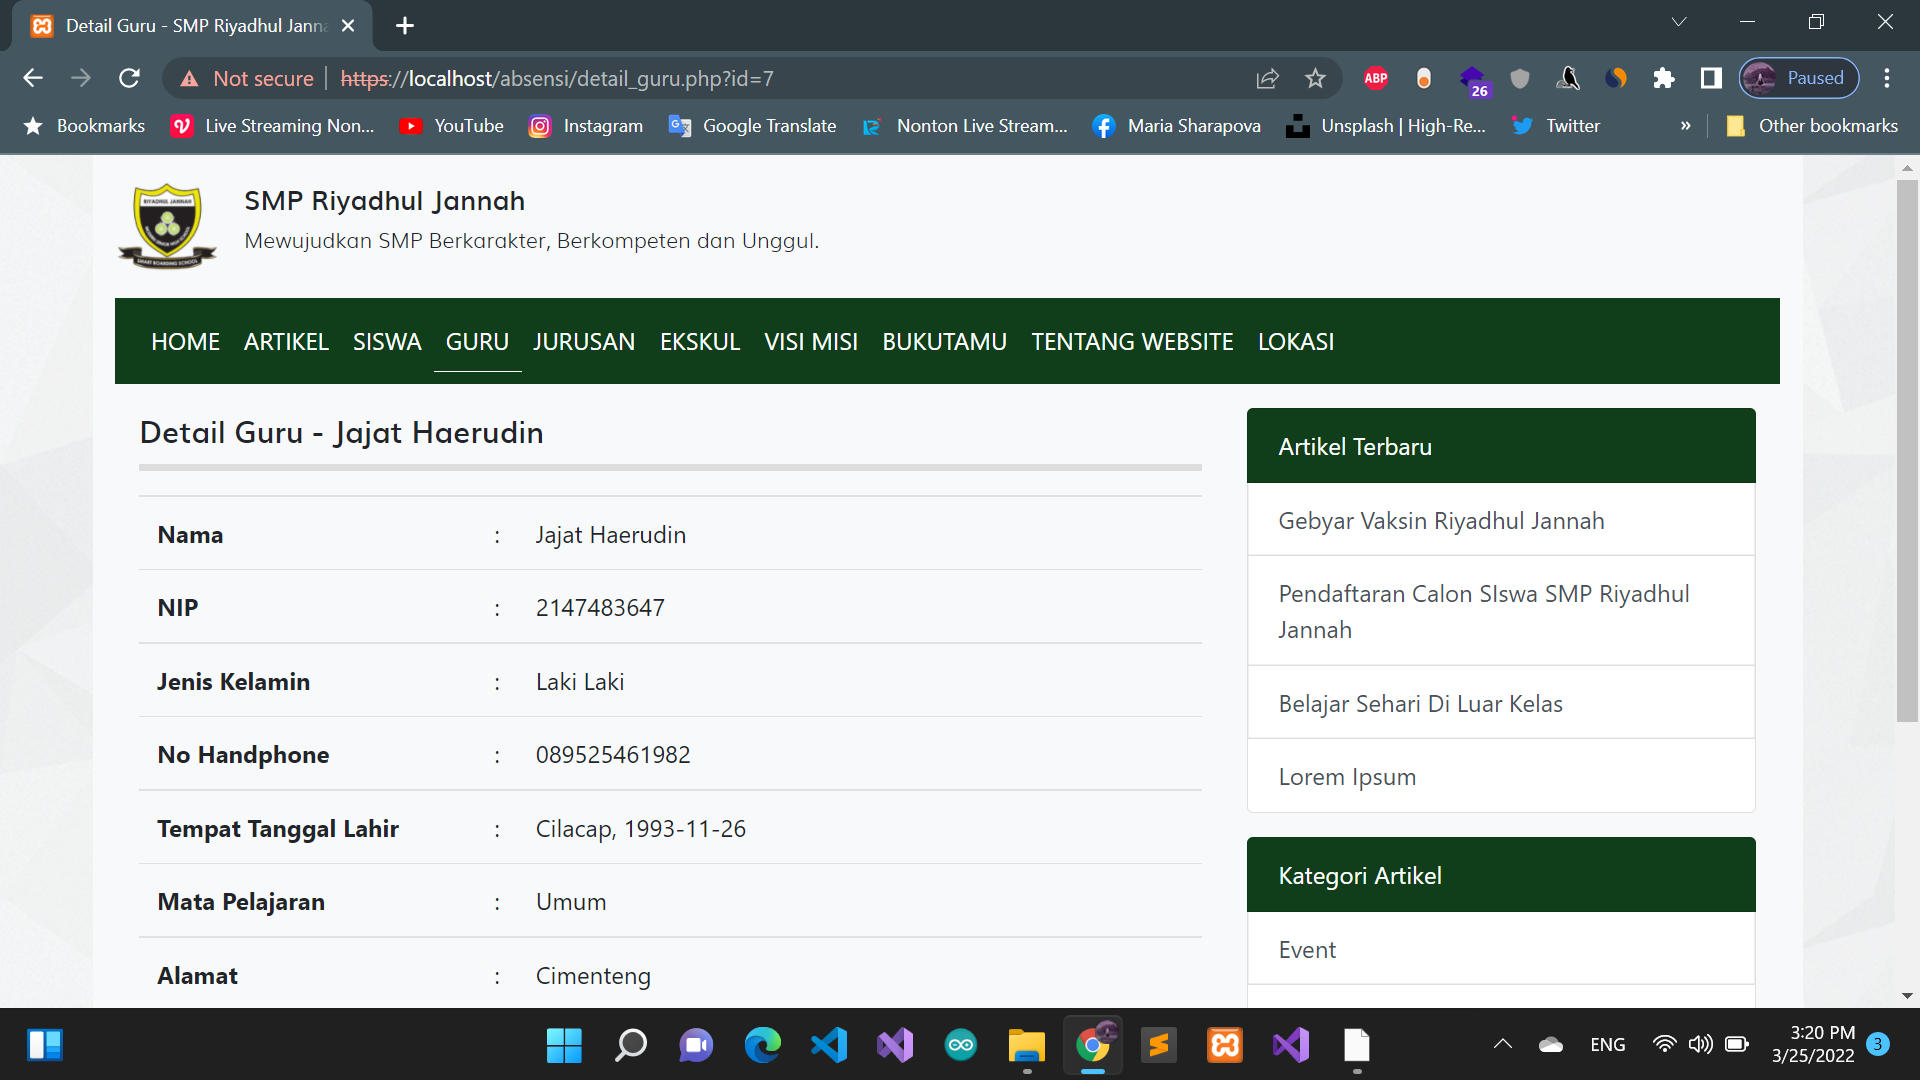 Detail Guru - SMP Riyadhul Janna
Not secure
https://localhost/absensi/detail_guru.php?id=7
ABP
26
Paused
Bookmarks
Live Streaming Non...
YouTube
Instagram
Google Translate
Nonton Live Stream...
Maria Sharapova
Unsplash | High-Re...
Twitter
»
Other bookmarks
RIYADHUL JANNAH
SMART BOARDING SCHOOL
SMP Riyadhul Jannah
Mewujudkan SMP Berkarakter, Berkompeten dan Unggul.
HOME ARTIKEL SISWA GURU JURUSAN EKSKUL VISI MISI BUKUTAMU TENTANG WEBSITE LOKASI
Detail Guru - Jajat Haerudin
Nama : Jajat Haerudin
NIP : 2147483647
Jenis Kelamin : Laki Laki
No Handphone : 089525461982
Tempat Tanggal Lahir : Cilacap, 1993-11-26
Mata Pelajaran : Umum
Alamat : Cimenteng
Artikel Terbaru
Gebyar Vaksin Riyadhul Jannah
Pendaftaran Calon SIswa SMP Riyadhul
Jannah
Belajar Sehari Di Luar Kelas
Lorem Ipsum
Kategori Artikel
Event
ENG
3:20 PM
3/25/2022
3